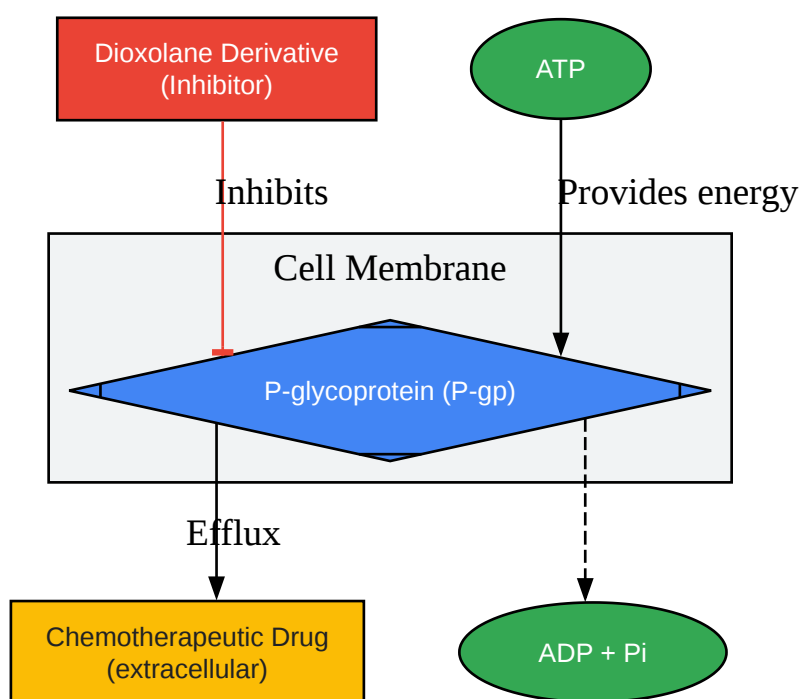 Dioxolane Derivative
(Inhibitor)
ATP
Inhibits
Provides energy
Cell Membrane
P-glycoprotein (P-gp)
Efflux
Chemotherapeutic Drug
(extracellular)
ADP + Pi